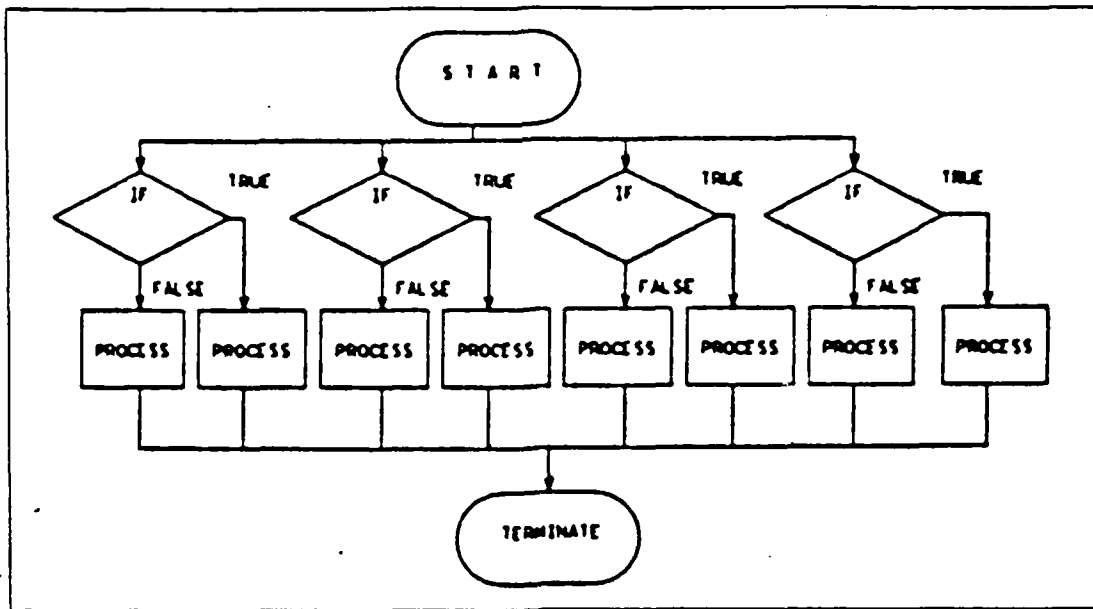 S T A R T
IF TRUE IF TRUE IF TRUE IF TRUE
FALSE FALSE FALSE FALSE
PROCESS PROCESS PROCESS PROCESS PROCESS PROCESS PROCESS PROCESS
TERMINATE